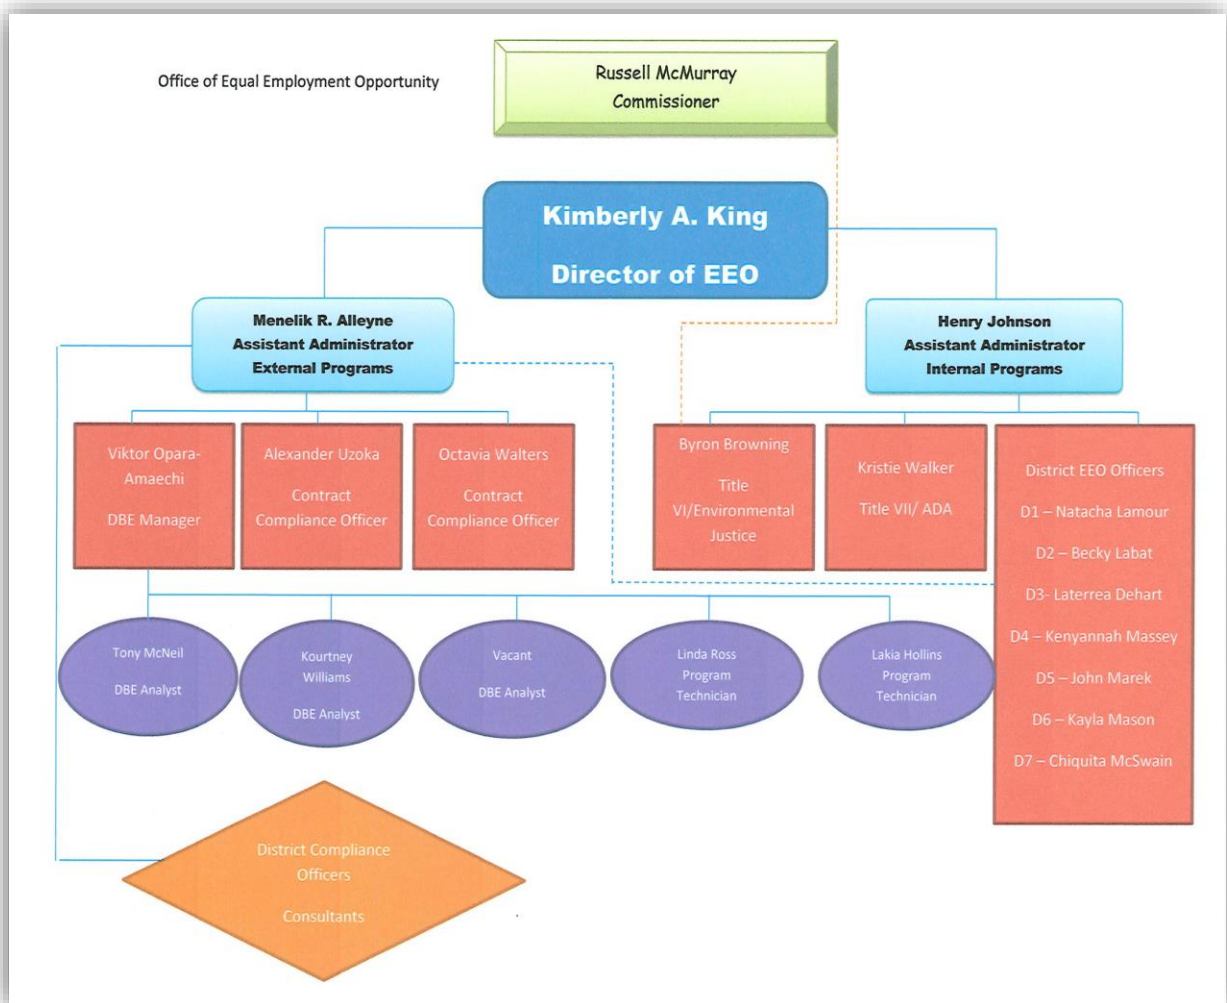 Office of Equal Employment Opportunity
Russell McMurray
Commissioner
Kimberly A. King
Director of EEO
Menelik R. Alleyne
Assistant Administrator
External Programs
Henry Johnson
Assistant Administrator
Internal Programs
Viktor Opara-
Amaechi
DBE Manager
Alexander Uzoka
Contract
Compliance Officer
Octavia Walters
Contract
Compliance Officer
Byron Browning
Title
VI/Environmental
Justice
Kristie Walker
Title VII/ ADA
District EEO Officers
D1 – Natacha Lamour
D2 – Becky Labat
D3- Laterrea Dehart
D4 – Kenyannah Massey
D5 – John Marek
D6 – Kayla Mason
D7 – Chiquita McSwain
Tony McNeil
DBE Analyst
Kourtney
Williams
DBE Analyst
Vacant
DBE Analyst
Linda Ross
Program
Technician
Lakia Hollins
Program
Technician
District Compliance
Officers
Consultants